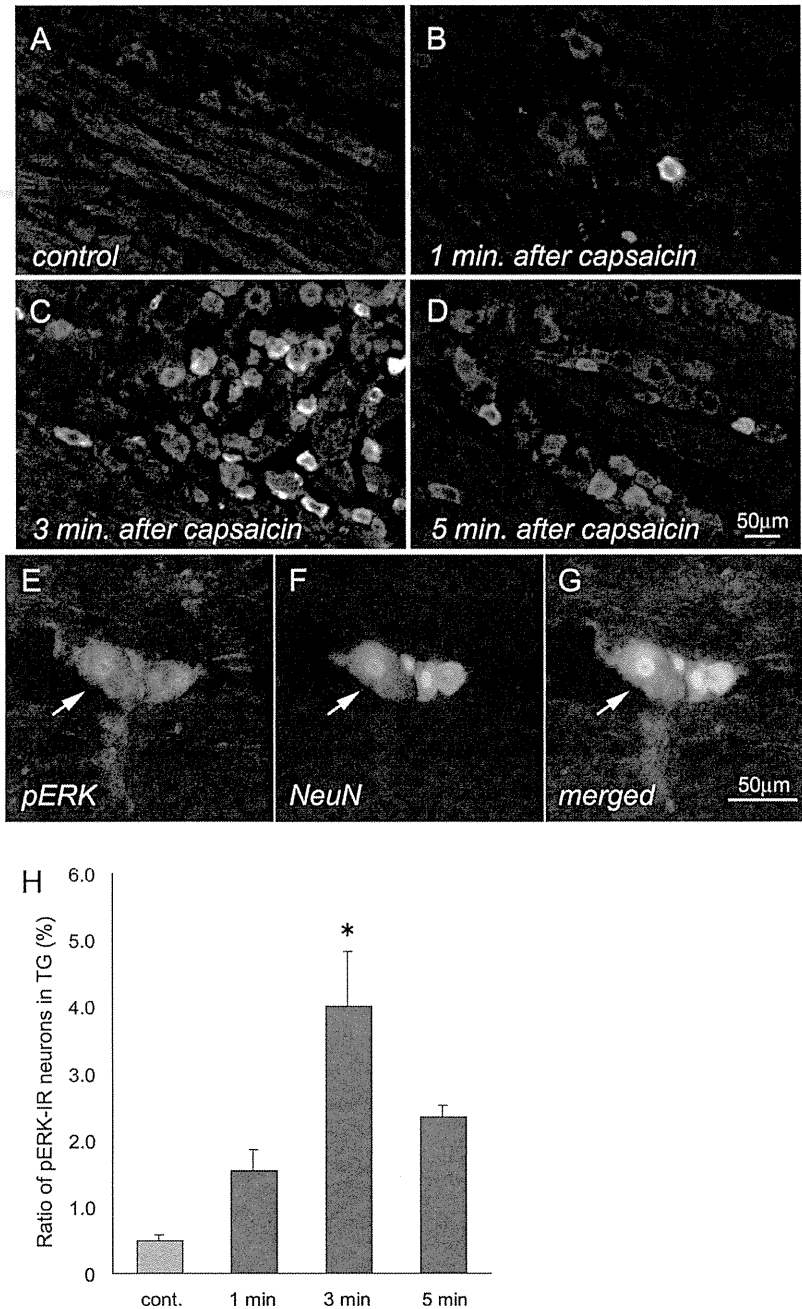 A
control
B
1 min. after capsaicin
C
3 min. after capsaicin
D
5 min. after capsaicin
50µm
E
pERK
F
NeuN
G
merged
50µm
H
Ratio of pERK-IR neurons in TG (%)
6.0
5.0
4.0
3.0
2.0
1.0
0
*
cont.
1 min
3 min
5 min